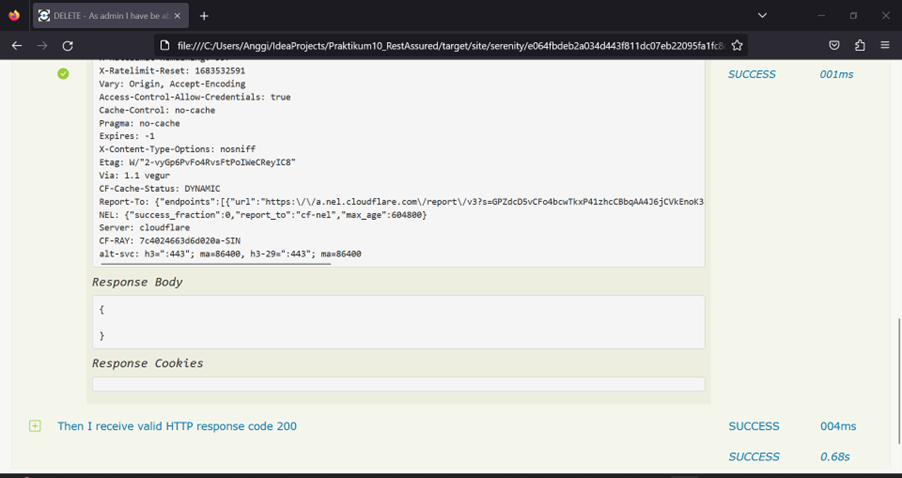 DELETE - As admin I have be ab
file:///C:/Users/Anggi/IdeaProjects/Praktikum10_RestAssured/target/site/serenity/e064fbdeb2a034d443f811dc07eb22095fa1fc8
X-Ratelimit-Reset: 1683532591
SUCCESS 001ms
Vary: Origin, Accept-Encoding
Access-Control-Allow-Credentials: true
Cache-Control: no-cache
Pragma: no-cache
Expires: -1
X-Content-Type-Options: nosniff
Etag: W/"2-vyGp6PvFo4RvsFtPoIWeCReyIC8"
Via: 1.1 vegur
CF-Cache-Status: DYNAMIC
Report-To: {"endpoints":[{"url":"https:\/\/a.nel.cloudflare.com\/report\/v3?s=GPZdcD5vCFo4bcwTkxP41zhcCBbqAA4J6jCVkEnoK3
NEL: {"success_fraction":0,"report_to":"cf-nel","max_age":604800}
Server: cloudflare
CF-RAY: 7c4024663d6d020a-SIN
alt-svc: h3=":443"; ma=86400, h3-29=":443"; ma=86400
Response Body
{
}
Response Cookies
Then I receive valid HTTP response code 200 SUCCESS 004ms
SUCCESS 0.68s